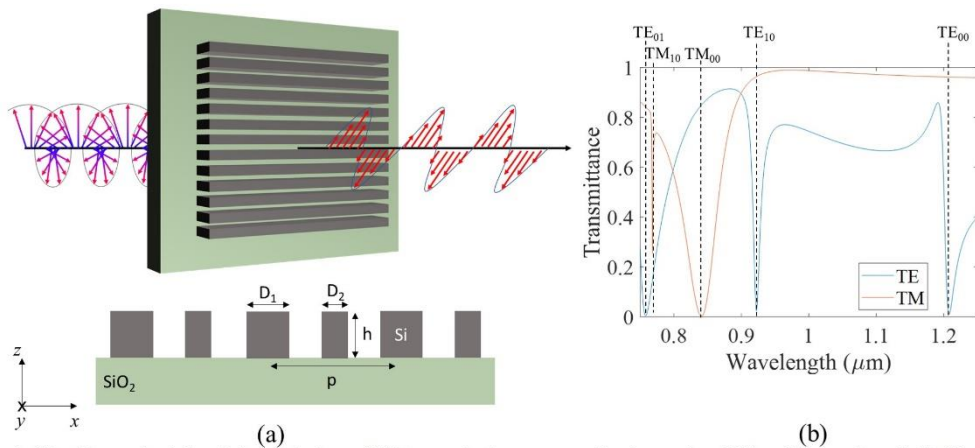 TE01
TM10 TM00
TE10
TE00
(b)
1
0.8
0.6
0.4
0.2
0
Transmittance
TE
TM
0.8 0.9 1 1.1 1.2
Wavelength (μm)
D1
D2
h
Si
p
SiO2
z
y
x
(a)
(b)